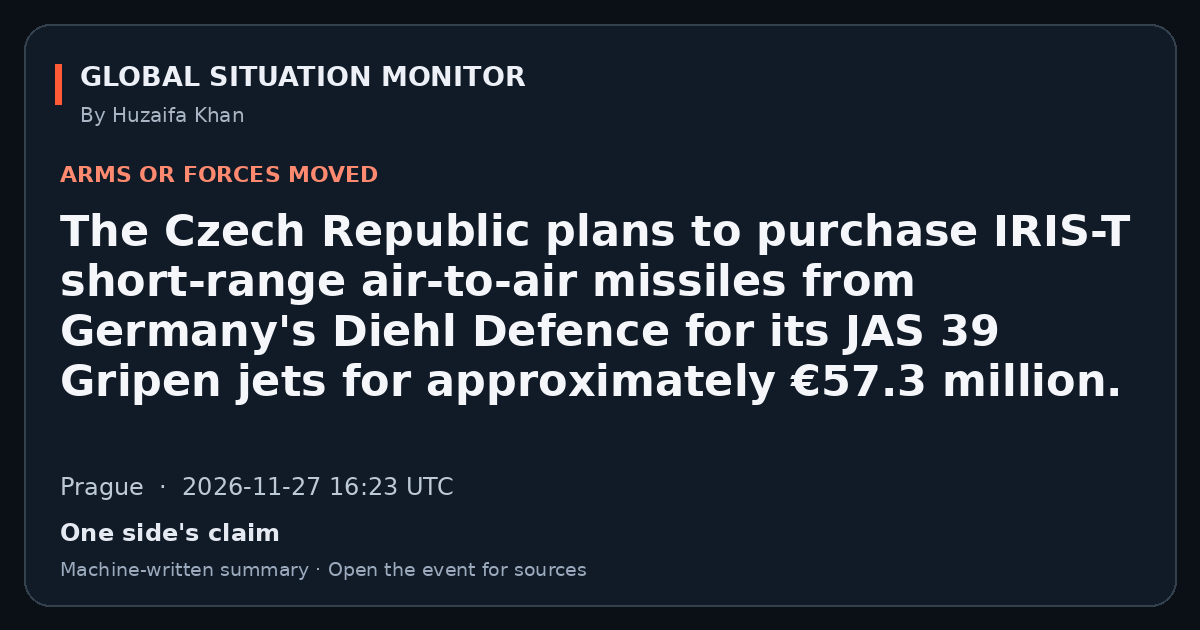 GLOBAL SITUATION MONITOR
By Huzaifa Khan
ARMS OR FORCES MOVED
The Czech Republic plans to purchase IRIS-T
short-range air-to-air missiles from
Germany's Diehl Defence for its JAS 39
Gripen jets for approximately €57.3 million.
Prague · 2026-11-27 16:23 UTC
One side's claim
Machine-written summary · Open the event for sources